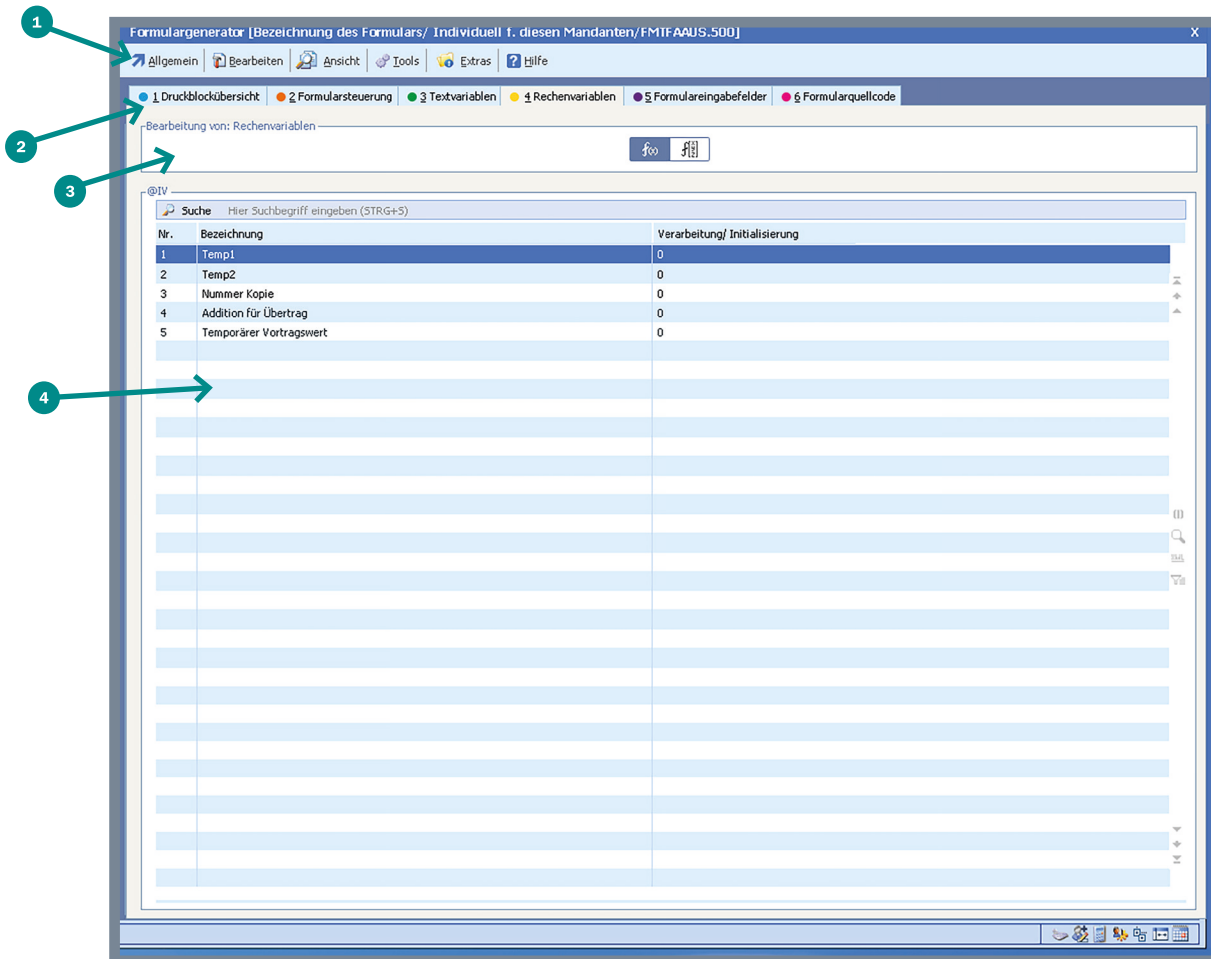 1
Formulargenerator [Bezeichnung des Formulars/ Individuell f. diesen Mandanten/FMTFAAUS.500] X
Allgemein Bearbeiten Ansicht Tools Extras ? Hilfe
1 Druckblockübersicht 2 Formularsteuerung 3 Textvariablen 4 Rechenvariablen 5 Formulareingabefelder 6 Formularquellcode
2
Bearbeitung von: Rechenvariablen
f(x)
3
@IV
Suche Hier Suchbegriff eingeben (STRG+S)
Nr. Bezeichnung Verarbeitung/ Initialisierung
1 Temp1 0
2 Temp2 0
3 Nummer Kopie 0
4 Addition für Übertrag 0
5 Temporärer Vortragswert 0
4